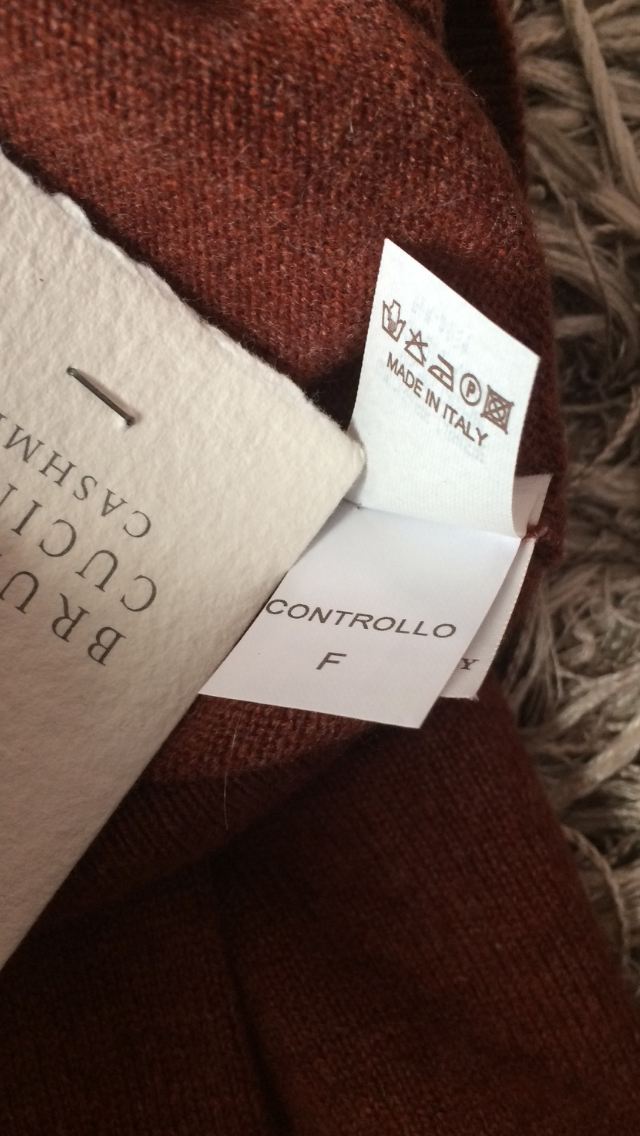 MADE IN ITALY
CONTROLLO
F
Y
BRU
CUCI
CASHM